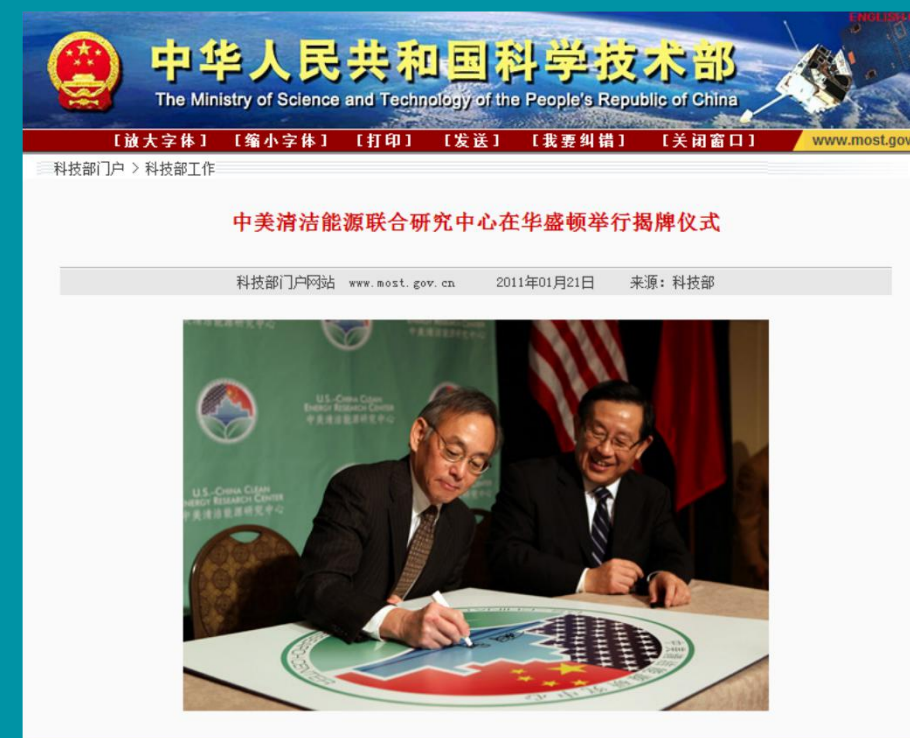 ENGLISH
中华人民共和国科学技术部
The Ministry of Science and Technology of the People's Republic of China
【放大字体】 【缩小字体】 【打印】 【发送】 【我要纠错】 【关闭窗口】 www.most.gov
科技部门户 > 科技部工作
中美清洁能源联合研究中心在华盛顿举行揭牌仪式
科技部门户网站 www.most.gov.cn 2011年01月21日 来源：科技部
U.S.-China Clean
Energy Research Center
中美清洁能源研究中心
U.S.-China Clean
Energy Research Center
中美清洁能源研究中心